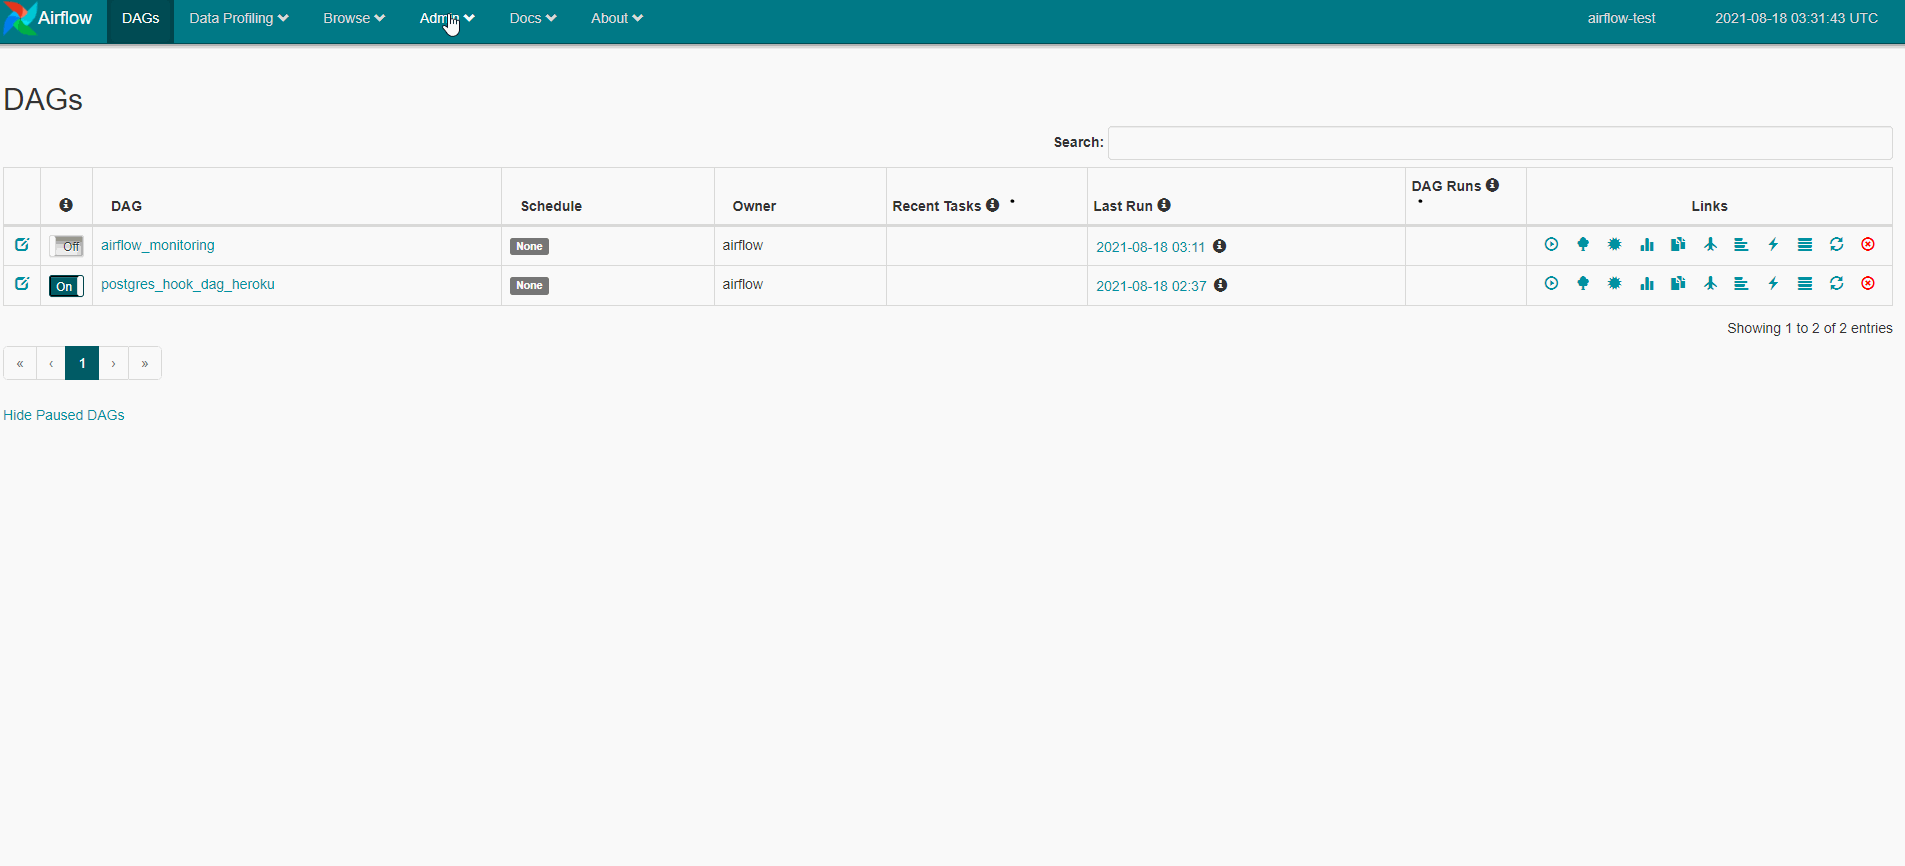 Airflow DAGs Data Profiling Browse Admin Docs About airflow-test 2021-08-18 03:31:43 UTC
DAGs
Search:
DAG Schedule Owner Recent Tasks Last Run DAG Runs Links
Off airflow_monitoring None airflow 2021-08-18 03:11
On postgres_hook_dag_heroku None airflow 2021-08-18 02:37
Showing 1 to 2 of 2 entries
« ‹ 1 › »
Hide Paused DAGs